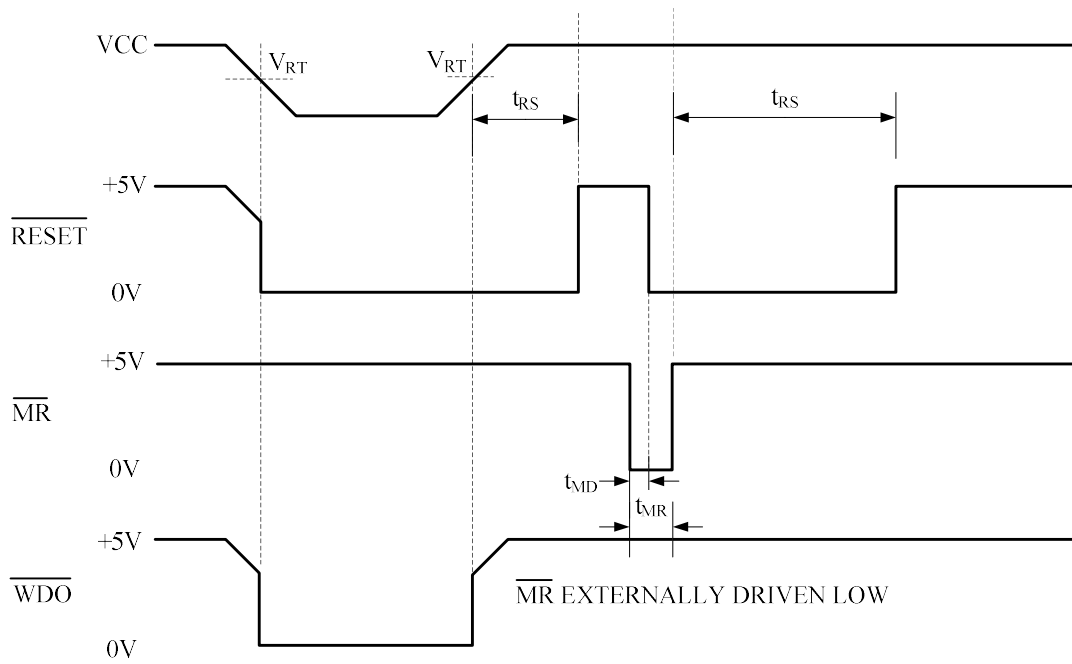 VCC
VRT
VRT
tRS
tRS
+5V
RESET
0V
+5V
MR
0V
tMD
tMR
+5V
WDO
MR EXTERNALLY DRIVEN LOW
0V